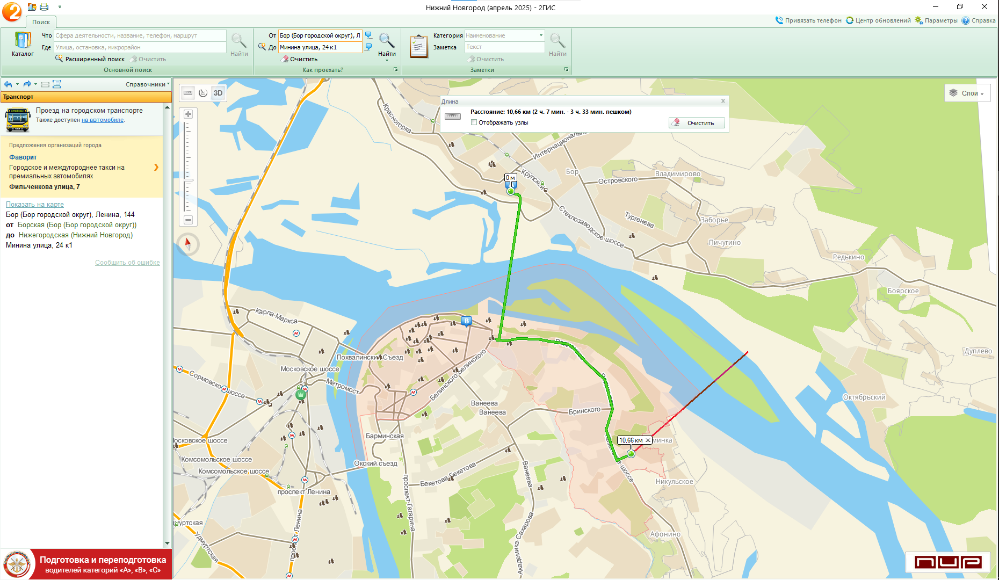 Нижний Новгород (апрель 2025) - 2ГИС
Поиск
Привязать телефон
Центр обновлений
Параметры
Справка
Каталог
Что
Сфера деятельности, название, телефон, маршрут
Где
Улица, остановка, микрорайон
Расширенный поиск
Очистить
Найти
Основной поиск
От
Бор (Бор городской округ), Л
До
Минина улица, 24 к1
Очистить
Найти
Как проехать?
Категория
Наименование
Заметка
Текст
Очистить
Найти
Заметки
Справочники
Транспорт
Проезд на городском транспорте
Также доступен на автомобиле.
Предложения организаций города
Фаворит
Городское и междугороднее такси на
премиальных автомобилях
Фильченкова улица, 7
Показать на карте
Бор (Бор городской округ), Ленина, 144
от Борская (Бор (Бор городской округ))
до Нижегородская (Нижний Новгород)
Минина улица, 24 к1
Сообщить об ошибке
Подготовка и переподготовка
водителей категорий «А», «В», «С»
3D
Слои
Длина
Расстояние: 10,66 км (2 ч. 7 мин. - 3 ч. 33 мин. пешком)
Отображать узлы
Очистить
Красногорка
Интернациональн
0 м
Крупской
Бор
Владимирово
Островского
Стеклозаводское шоссе
Тургенева
Заборье
Пичугино
Редькино
Боярское
Дуплево
Октябрьский
Карла-Маркса
B
Похвалинский Съезд
Московское шоссе
Метромост
Сормовское шоссе
Белинского
Белинского
Ванеева
Ванеева
Бринского
10,66 км
минка
Казанское шоссе
Никульское
Афонино
Барминская
Московское шоссе
Комсомольское шоссе
Комсомольское шоссе
Окский съезд
Бекетова
Бекетова
Ванеева
проспект Ленина
проспект-Гагарина
Академика-Сахарова
муртская
Удмуртская